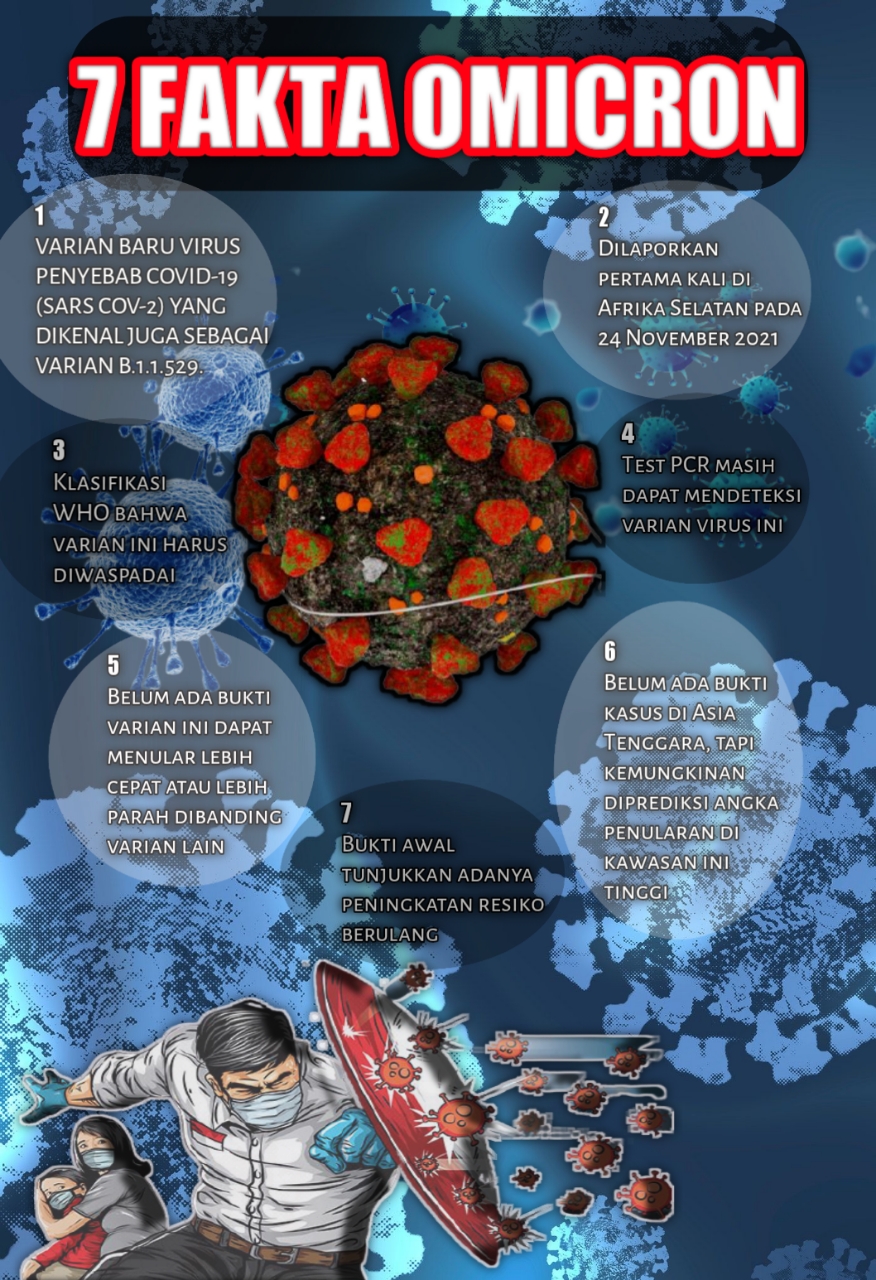 7 FAKTA OMICRON
1
VARIAN BARU VIRUS
PENYEBAB COVID-19
(SARS COV-2) YANG
DIKENAL JUGA SEBAGAI
VARIAN B.1.1.529.
2
DILAPORKAN
PERTAMA KALI DI
AFRIKA SELATAN PADA
24 NOVEMBER 2021
3
KLASIFIKASI
WHO BAHWA
VARIAN INI HARUS
DIWASPADAI
4
TEST PCR MASIH
DAPAT MENDETEKSI
VARIAN VIRUS INI
5
BELUM ADA BUKTI
VARIAN INI DAPAT
MENULAR LEBIH
CEPAT ATAU LEBIH
PARAH DIBANDING
VARIAN LAIN
6
BELUM ADA BUKTI
KASUS DI ASIA
TENGGARA, TAPI
KEMUNGKINAN
DIPREDIKSI ANGKA
PENULARAN DI
KAWASAN INI
TINGGI
7
BUKTI AWAL
TUNJUKKAN ADANYA
PENINGKATAN RESIKO
BERULANG